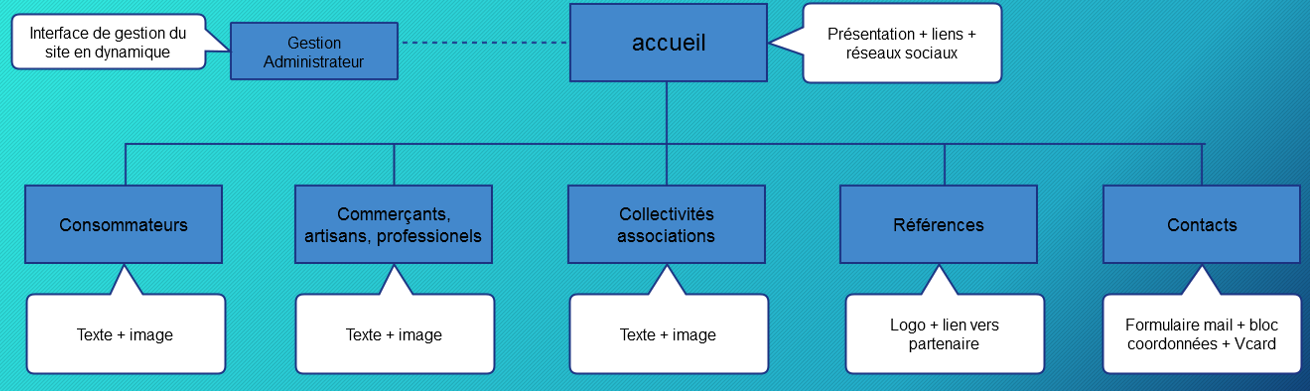 Interface de gestion du
site en dynamique
Gestion
Administrateur
accueil
Présentation + liens +
réseaux sociaux
Consommateurs
Commerçants,
artisans, professionels
Collectivités
associations
Références
Contacts
Texte + image
Texte + image
Texte + image
Logo + lien vers
partenaire
Formulaire mail + bloc
coordonnées + Vcard